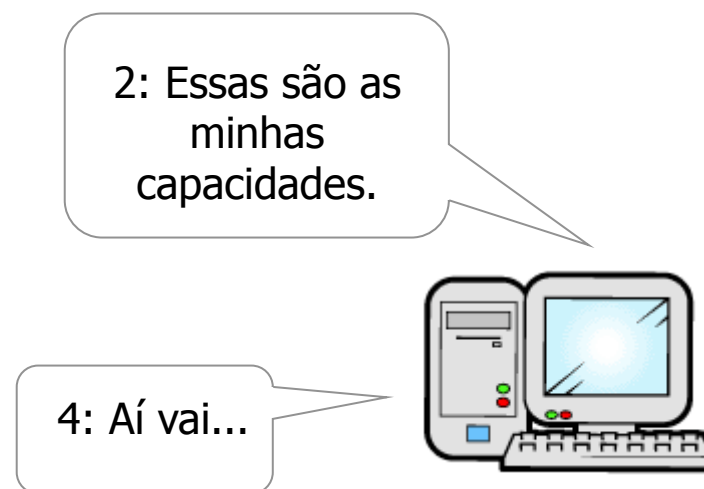 2: Essas são as
minhas
capacidades.
4: Aí vai...